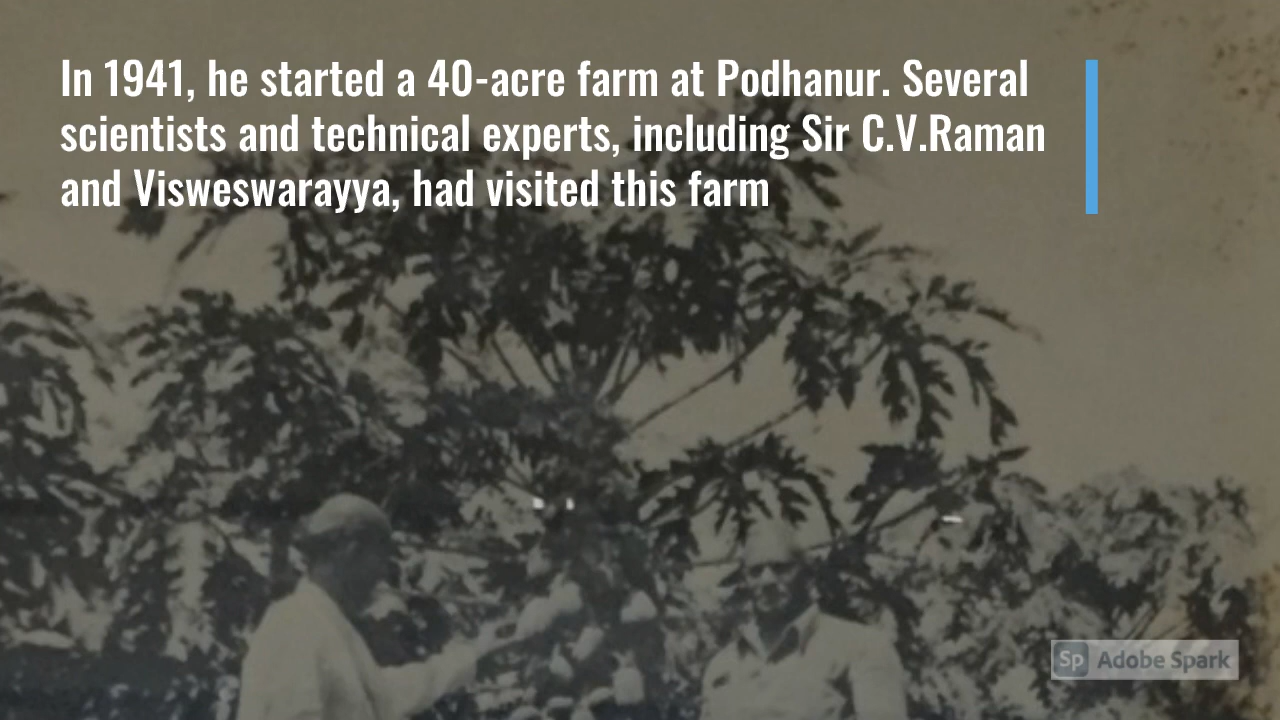 In 1941, he started a 40-acre farm at Podhanur. Several
scientists and technical experts, including Sir C.V.Raman
and Visweswarayya, had visited this farm
Sp Adobe Spark